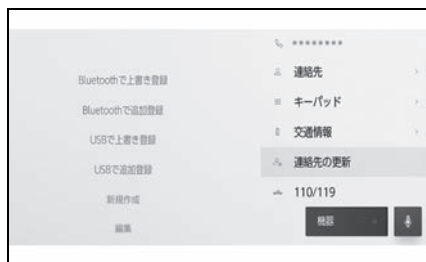 Bluetoothで上書き登録
Bluetoothで追加登録
USBで上書き登録
USBで追加登録
新規作成
編集
********
連絡先
キーパッド
交通情報
連絡先の更新
110/119
機器